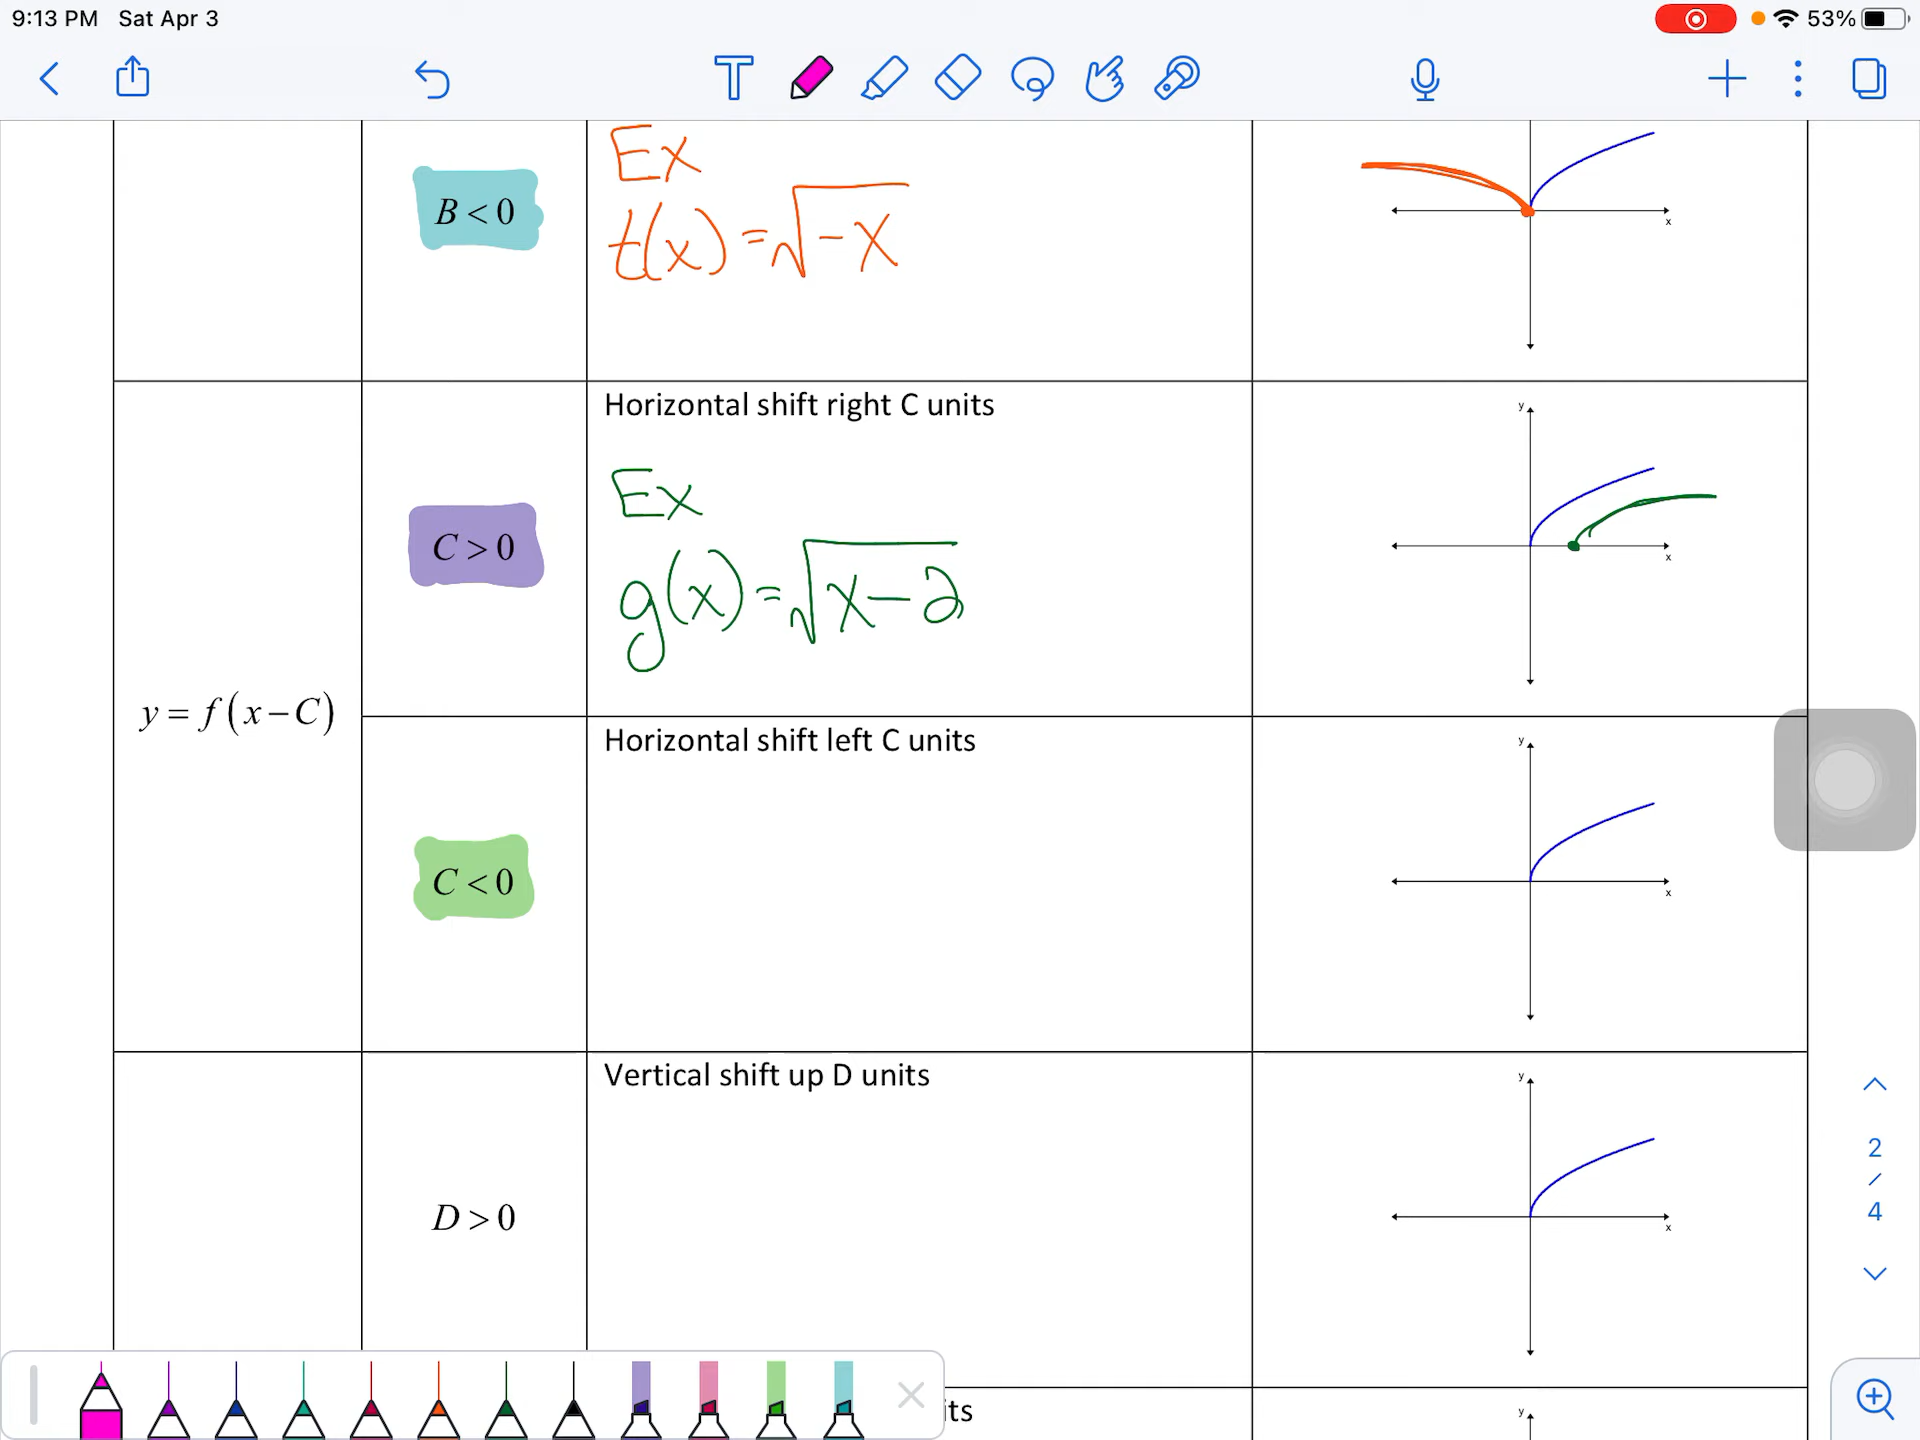 9:13 PM Sat Apr 3
53%
T
B < 0
Ex
t(x) = √-x
x
y = f(x − C)
C > 0
Horizontal shift right C units
Ex
g(x) = √x-2
y
x
C < 0
Horizontal shift left C units
y
x
D > 0
Vertical shift up D units
y
x
2
/
4
its
y